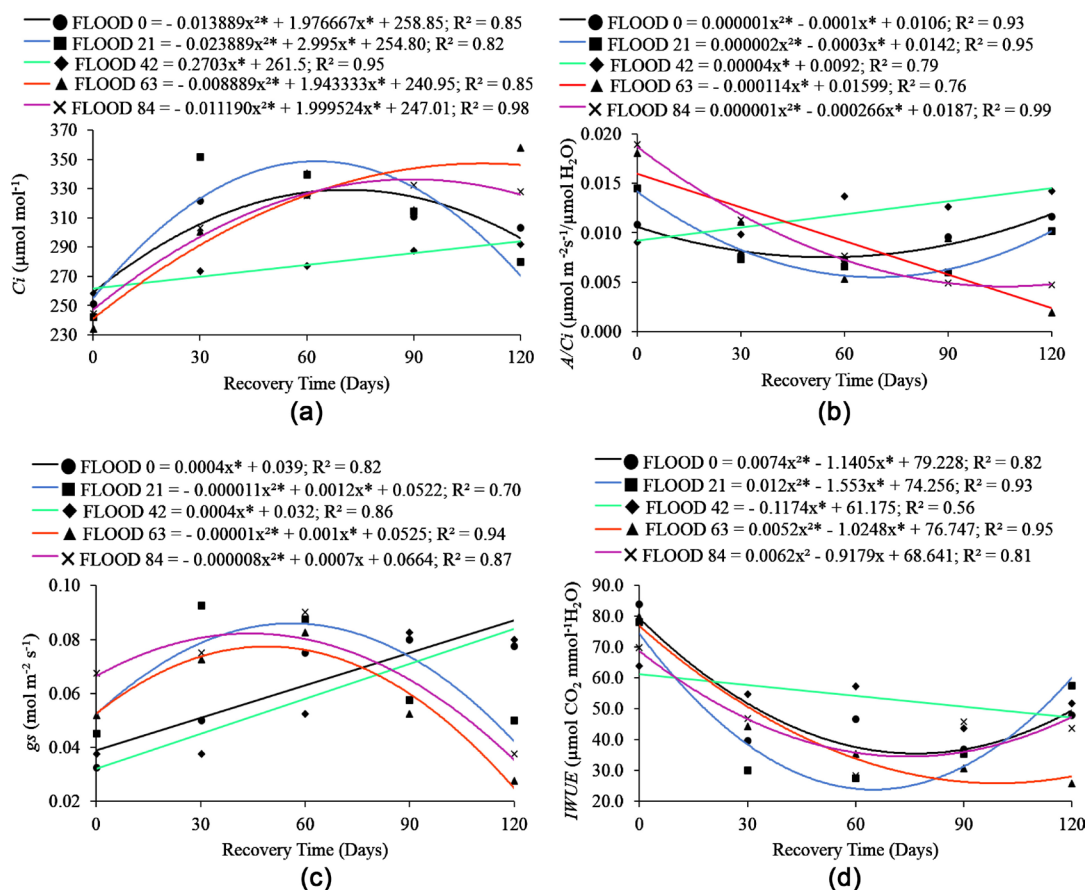 FLOOD 0 = - 0.013889x²* + 1.976667x* + 258.85; R² = 0.85
FLOOD 21 = - 0.023889x²* + 2.995x* + 254.80; R² = 0.82
FLOOD 42 = 0.2703x* + 261.5; R² = 0.95
FLOOD 63 = - 0.008889x²* + 1.943333x* + 240.95; R² = 0.85
FLOOD 84 = - 0.011190x²* + 1.999524x* + 247.01; R² = 0.98
370
350
330
310
290
270
250
230
Ci (µmol mol⁻¹)
0 30 60 90 120
Recovery Time (Days)
(a)
FLOOD 0 = 0.000001x²* - 0.0001x* + 0.0106; R² = 0.93
FLOOD 21 = 0.000002x²* - 0.0003x* + 0.0142; R² = 0.95
FLOOD 42 = 0.00004x* + 0.0092; R² = 0.79
FLOOD 63 = -0.000114x* + 0.01599; R² = 0.76
FLOOD 84 = 0.000001x²* - 0.000266x* + 0.0187; R² = 0.99
0.020
0.015
0.010
0.005
0.000
A/Ci (µmol m⁻²s⁻¹/µmol H₂O)
0 30 60 90 120
Recovery Time (Days)
(b)
FLOOD 0 = 0.0004x* + 0.039; R² = 0.82
FLOOD 21 = - 0.000011x²* + 0.0012x* + 0.0522; R² = 0.70
FLOOD 42 = 0.0004x* + 0.032; R² = 0.86
FLOOD 63 = - 0.00001x²* + 0.001x* + 0.0525; R² = 0.94
FLOOD 84 = - 0.000008x²* + 0.0007x + 0.0664; R² = 0.87
0.10
0.08
0.06
0.04
0.02
gs (mol m⁻² s⁻¹)
0 30 60 90 120
Recovery Time (Days)
(c)
FLOOD 0 = 0.0074x²* - 1.1405x* + 79.228; R² = 0.82
FLOOD 21 = 0.012x²* - 1.553x* + 74.256; R² = 0.93
FLOOD 42 = - 0.1174x* + 61.175; R² = 0.56
FLOOD 63 = 0.0052x²* - 1.0248x* + 76.747; R² = 0.95
FLOOD 84 = 0.0062x² - 0.9179x + 68.641; R² = 0.81
90.0
80.0
70.0
60.0
50.0
40.0
30.0
20.0
IWUE (µmol CO₂ mmol⁻¹H₂O)
0 30 60 90 120
Recovery Time (Days)
(d)